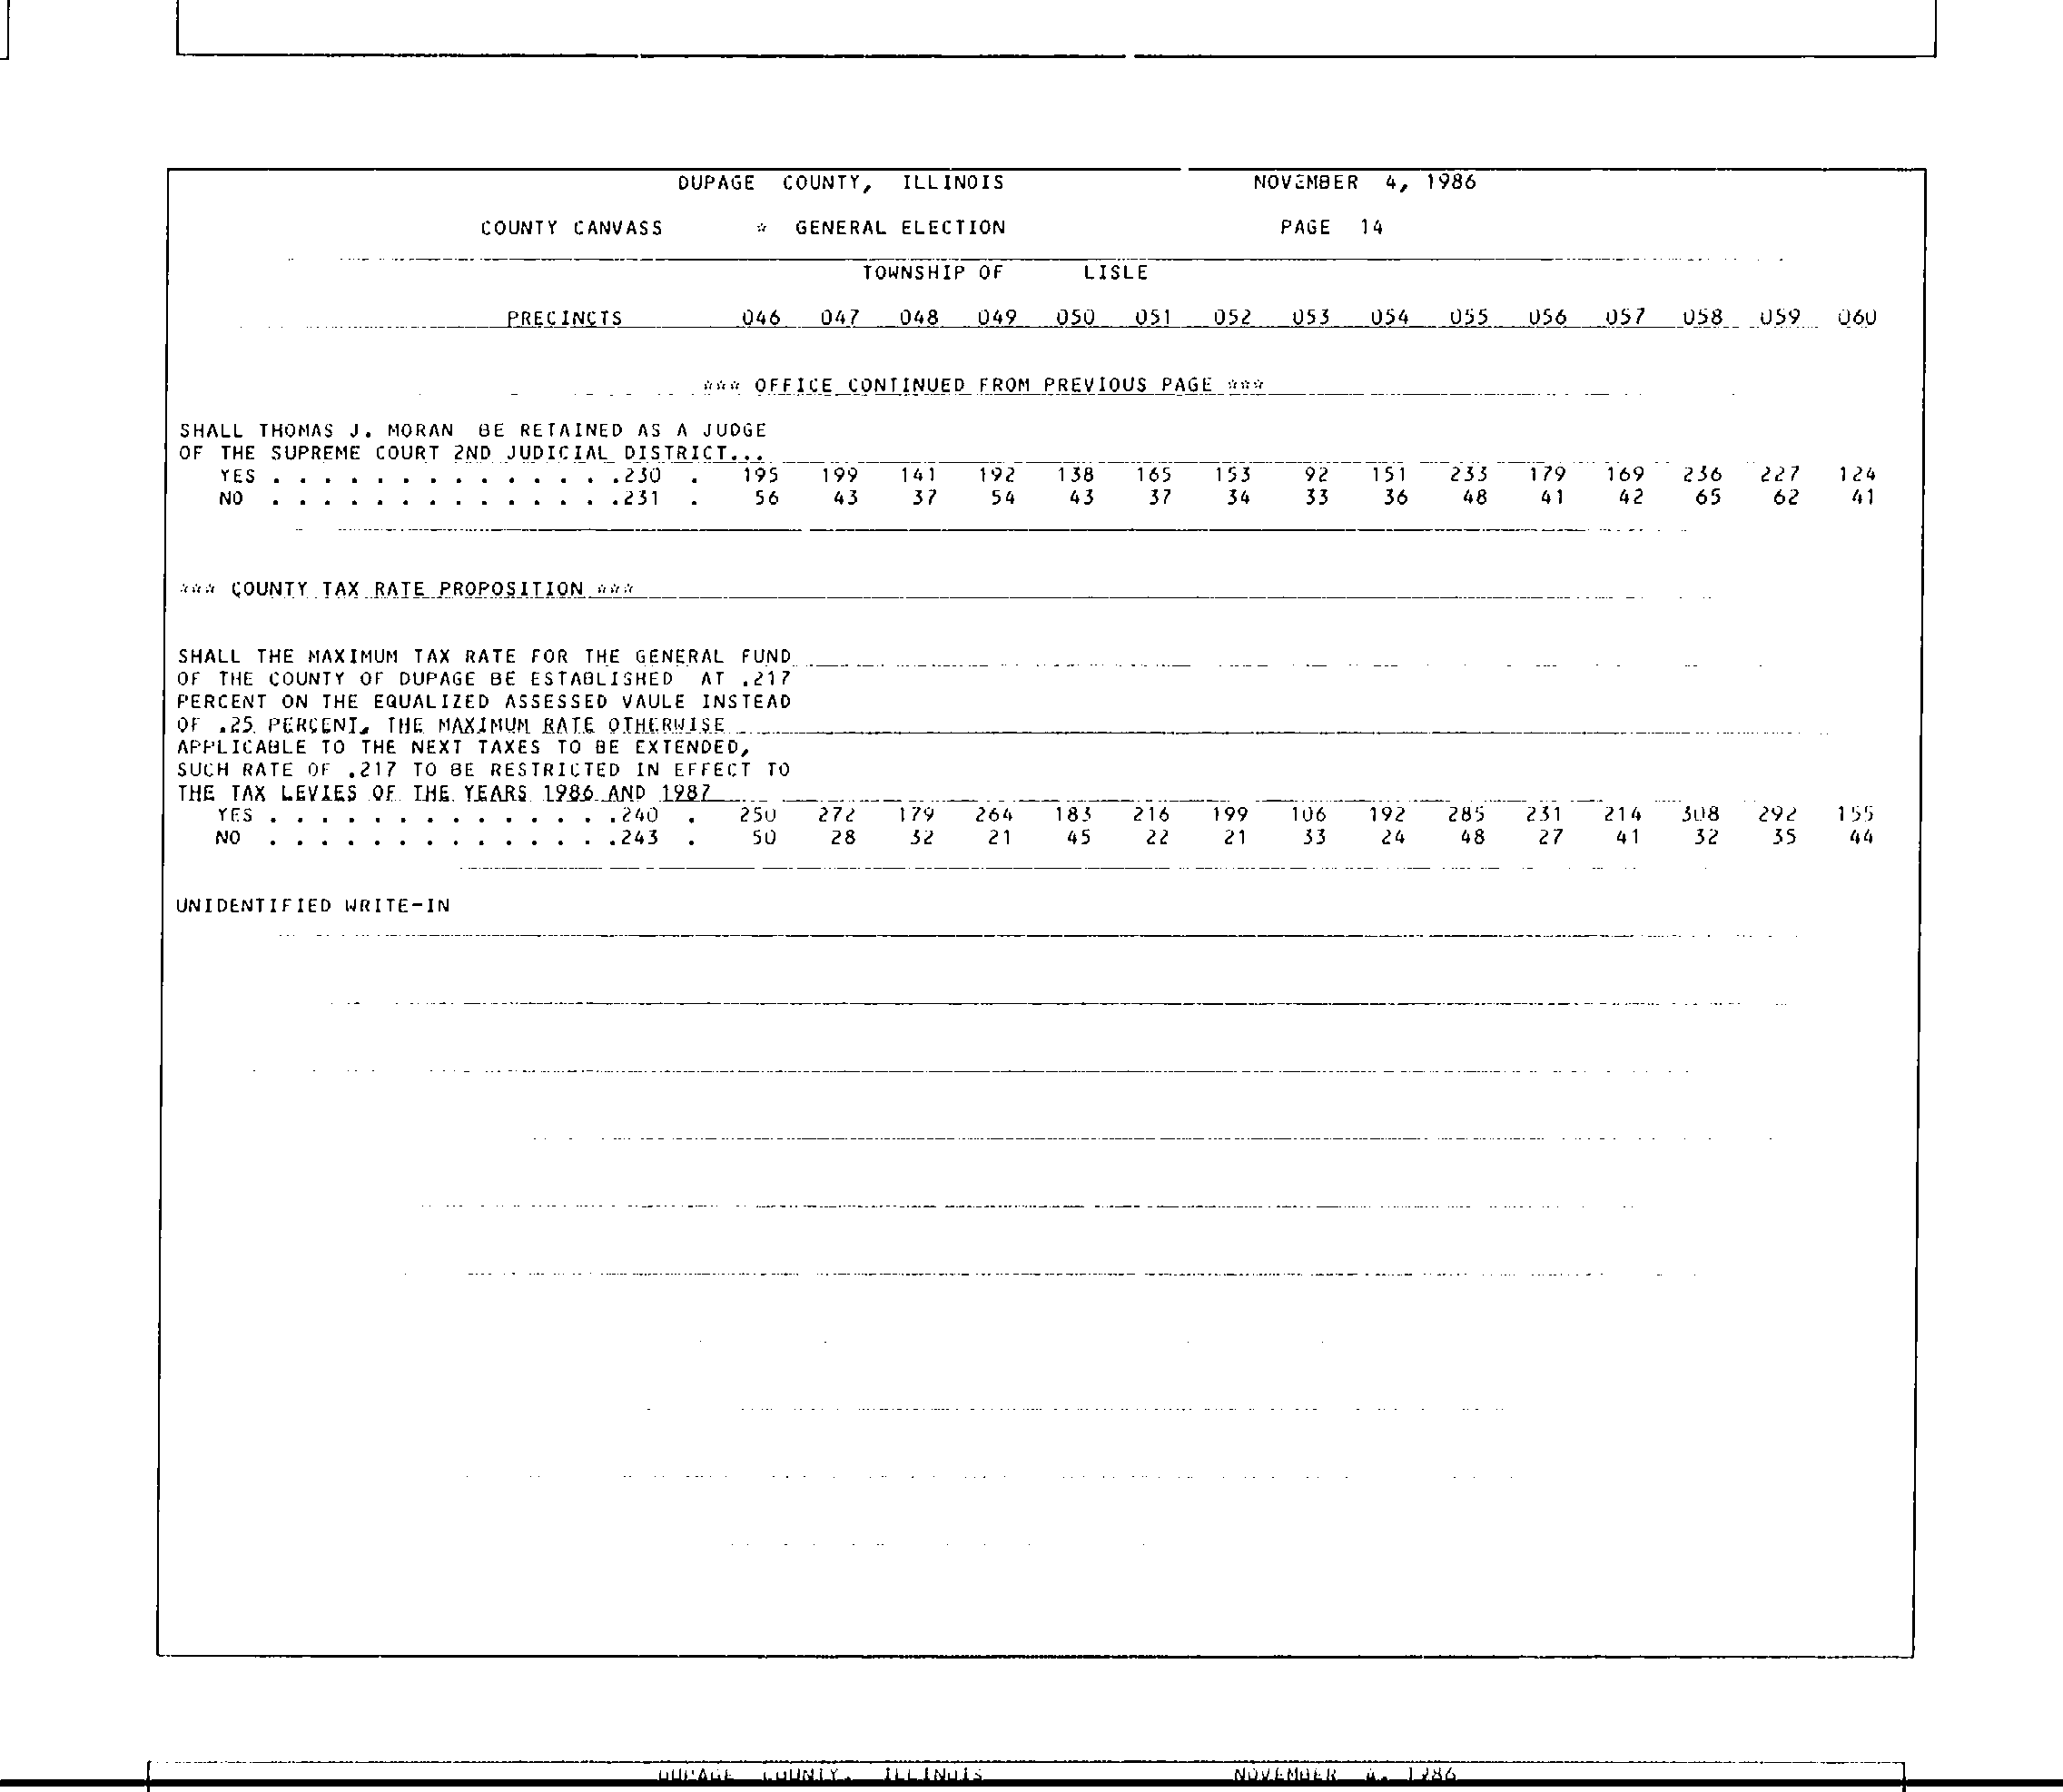 DUPAGE COUNTY, ILLINOIS NOVEMBER 4, 1986
COUNTY CANVASS * GENERAL ELECTION PAGE 14
TOWNSHIP OF LISLE
PRECINCTS 046 047 048 049 050 051 052 053 054 055 056 057 058 059 060
*** OFFICE CONTINUED FROM PREVIOUS PAGE ***
SHALL THOMAS J. MORAN BE RETAINED AS A JUDGE
OF THE SUPREME COURT 2ND JUDICIAL DISTRICT...
YES . . . . . . . . . . . . . .230 . 195 199 141 192 138 165 153 92 151 233 179 169 236 227 124
NO . . . . . . . . . . . . . .231 . 56 43 37 54 43 37 34 33 36 48 41 42 65 62 41
*** COUNTY TAX RATE PROPOSITION ***
SHALL THE MAXIMUM TAX RATE FOR THE GENERAL FUND
OF THE COUNTY OF DUPAGE BE ESTABLISHED AT .217
PERCENT ON THE EQUALIZED ASSESSED VAULE INSTEAD
OF .25 PERCENT, THE MAXIMUM RATE OTHERWISE
APPLICABLE TO THE NEXT TAXES TO BE EXTENDED,
SUCH RATE OF .217 TO BE RESTRICTED IN EFFECT TO
THE TAX LEVIES OF THE YEARS 1986 AND 1987
YES . . . . . . . . . . . . . .240 . 250 272 179 264 183 216 199 106 192 285 231 214 308 292 155
NO . . . . . . . . . . . . . .243 . 50 28 32 21 45 22 21 33 24 48 27 41 32 35 44
UNIDENTIFIED WRITE-IN
DUPAGE COUNTY, ILLINOIS NOVEMBER 4, 1986